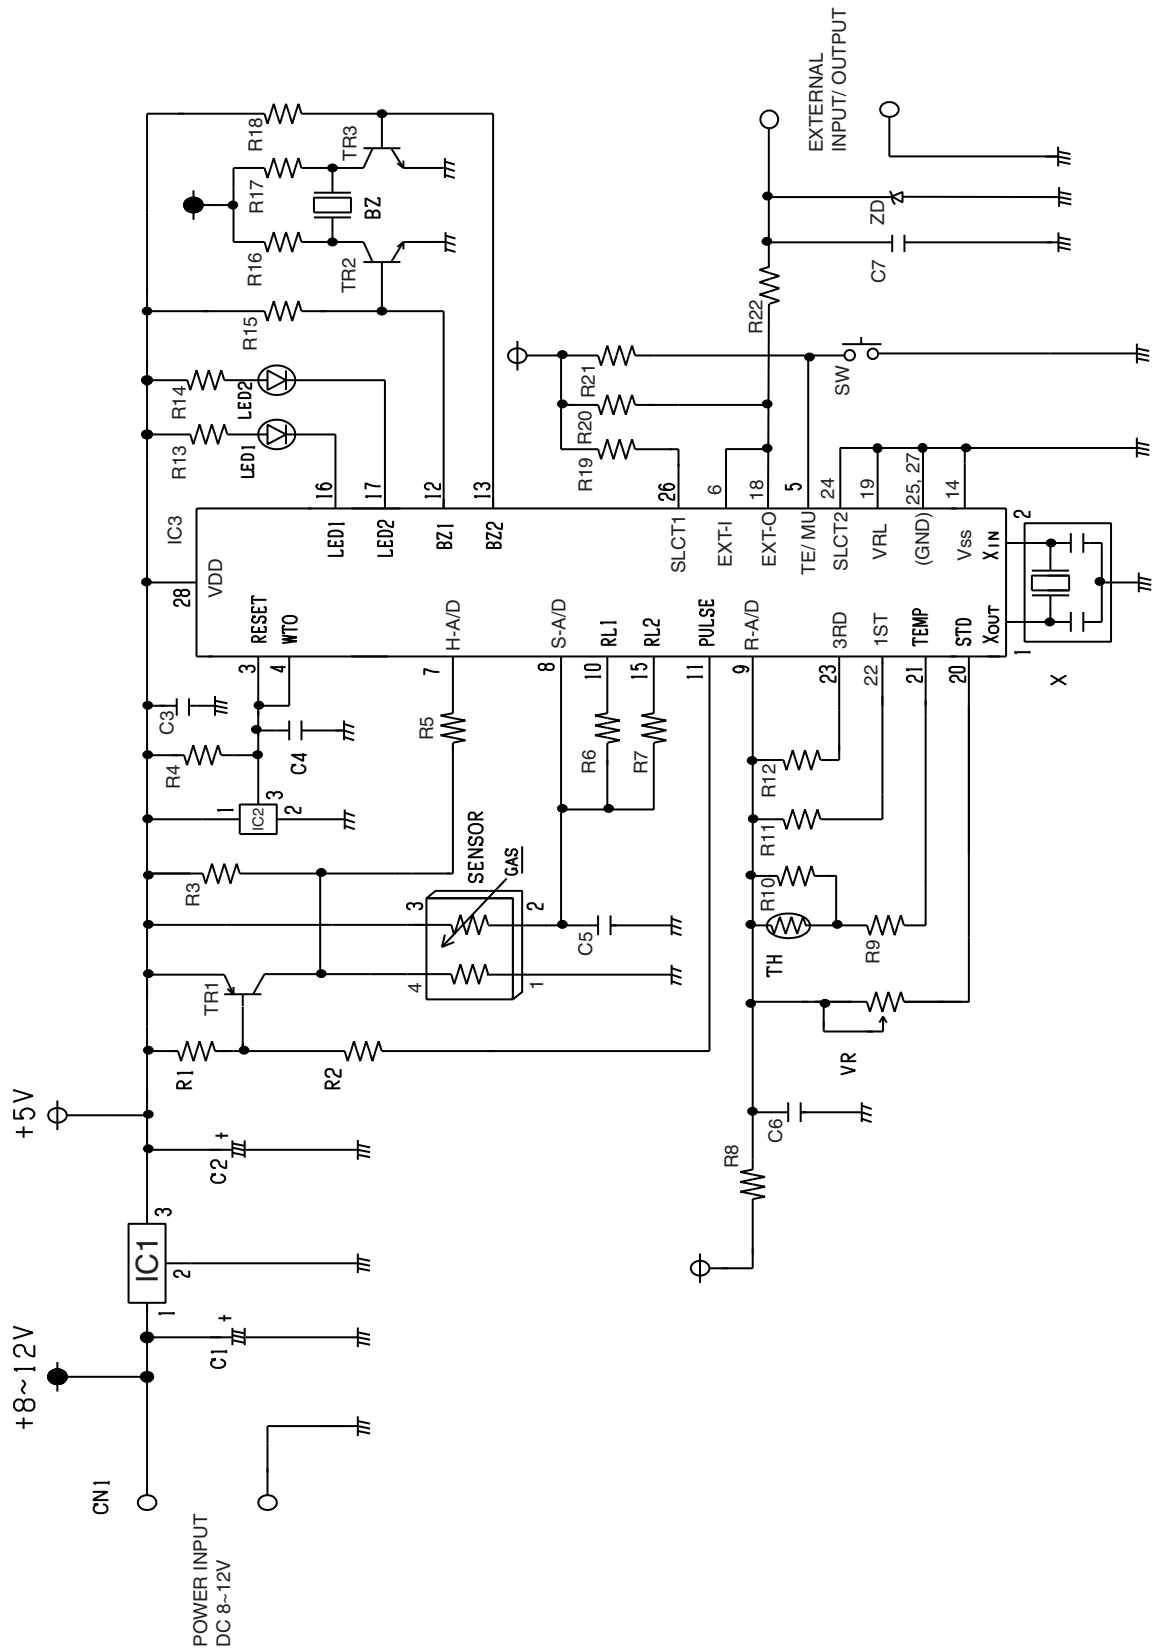 POWER INPUT
DC 8~12V
CN1
+8~12V
C1
+
1
IC1
2
3
C2
+
+5V
R1
R2
TR1
R3
4
3
1
2
SENSOR
GAS
C5
IC2
1
2
3
R4
C3
C4
R5
R6
R7
R8
C6
VR
TH
R9
R10
R11
R12
IC3
28
VDD
3
RESET
4
WTO
7
H-A/D
8
S-A/D
10
RL1
15
RL2
11
PULSE
9
R-A/D
23
3RD
22
1ST
21
TEMP
20
STD
1
XOUT
X
2
XIN
LED1
16
LED2
17
BZ1
12
BZ2
13
SLCT1
26
EXT-I
6
EXT-O
18
TE/ MU
5
SLCT2
24
VRL
19
(GND)
25, 27
Vss
14
R13
LED1
R14
LED2
R15
R16
TR2
BZ
R17
TR3
R18
R19
R20
R21
SW
R22
C7
ZD
EXTERNAL
INPUT/ OUTPUT